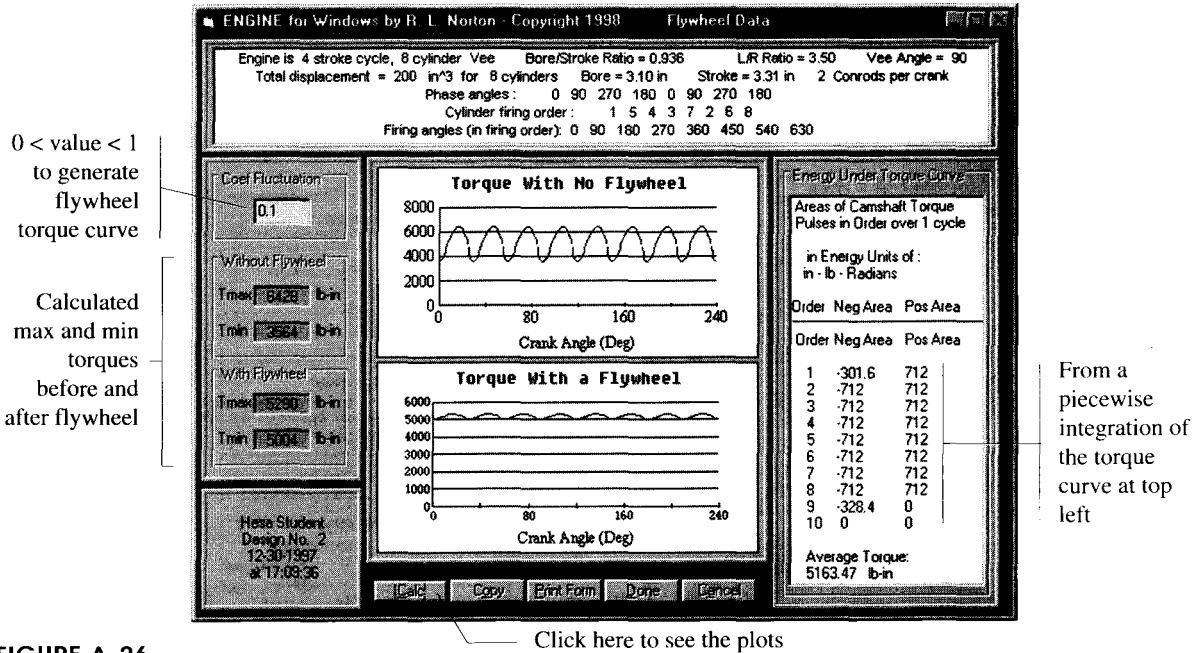 ENGINE for Windows by R. L. Norton - Copyright 1998 Flywheel Data
Engine is 4 stroke cycle, 8 cylinder Vee Bore/Stroke Ratio = 0.936 L/R Ratio = 3.50 Vee Angle = 90
Total displacement = 200 in^3 for 8 cylinders Bore = 3.10 in Stroke = 3.31 in 2 Conrods per crank
Phase angles : 0 90 270 180 0 90 270 180
Cylinder firing order : 1 5 4 3 7 2 6 8
Firing angles (in firing order): 0 90 180 270 360 450 540 630
0 < value < 1
to generate
flywheel
torque curve
Calculated
max and min
torques
before and
after flywheel
Coef Fluctuation
0.1
Without Flywheel
Tmax 6428 lb-in
Tmin 3564 lb-in
With Flywheel
Tmax 5290 lb-in
Tmin 5004 lb-in
Hesa Student
Design No. 2
12-30-1997
at 17:09:36
Torque With No Flywheel
8000
6000
4000
2000
0
0 80 160 240
Crank Angle (Deg)
Torque With a Flywheel
6000
5000
4000
3000
2000
1000
0
0 80 160 240
Crank Angle (Deg)
Calc Copy Print Form Done Cancel
Energy Under Torque Curve
Areas of Camshaft Torque
Pulses in Order over 1 cycle
in Energy Units of :
in - lb - Radians
Order Neg Area Pos Area
Order Neg Area Pos Area
1 -301.6 712
2 -712 712
3 -712 712
4 -712 712
5 -712 712
6 -712 712
7 -712 712
8 -712 712
9 -328.4 0
10 0 0
Average Torque:
5163.47 lb-in
From a
piecewise
integration of
the torque
curve at top
left
Click here to see the plots
FIGURE A-26